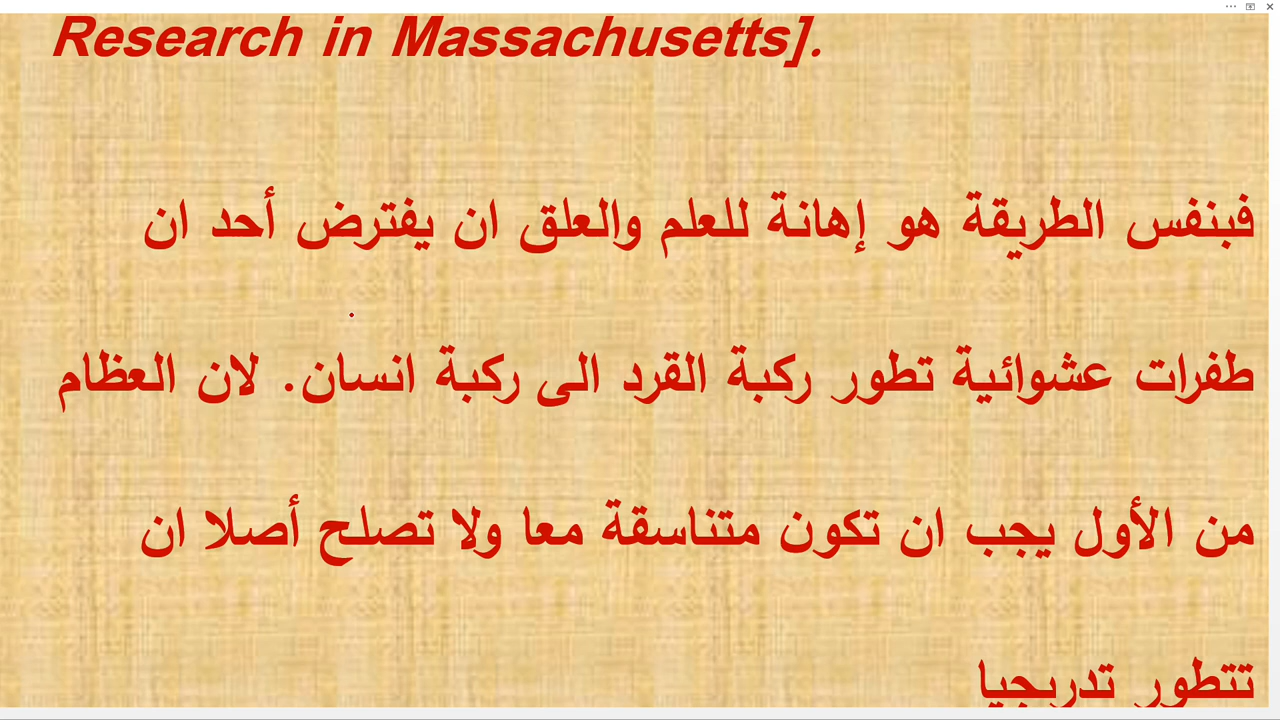 Research in Massachusetts].
فبنفس الطريقة هو إهانة للعلم والعلق ان يفترض أحد ان
طفرات عشوائية تطور ركبة القرد الى ركبة انسان. لان العظام
من الأول يجب ان تكون متناسقة معا ولا تصلح أصلا ان
تتطور تدريجيا